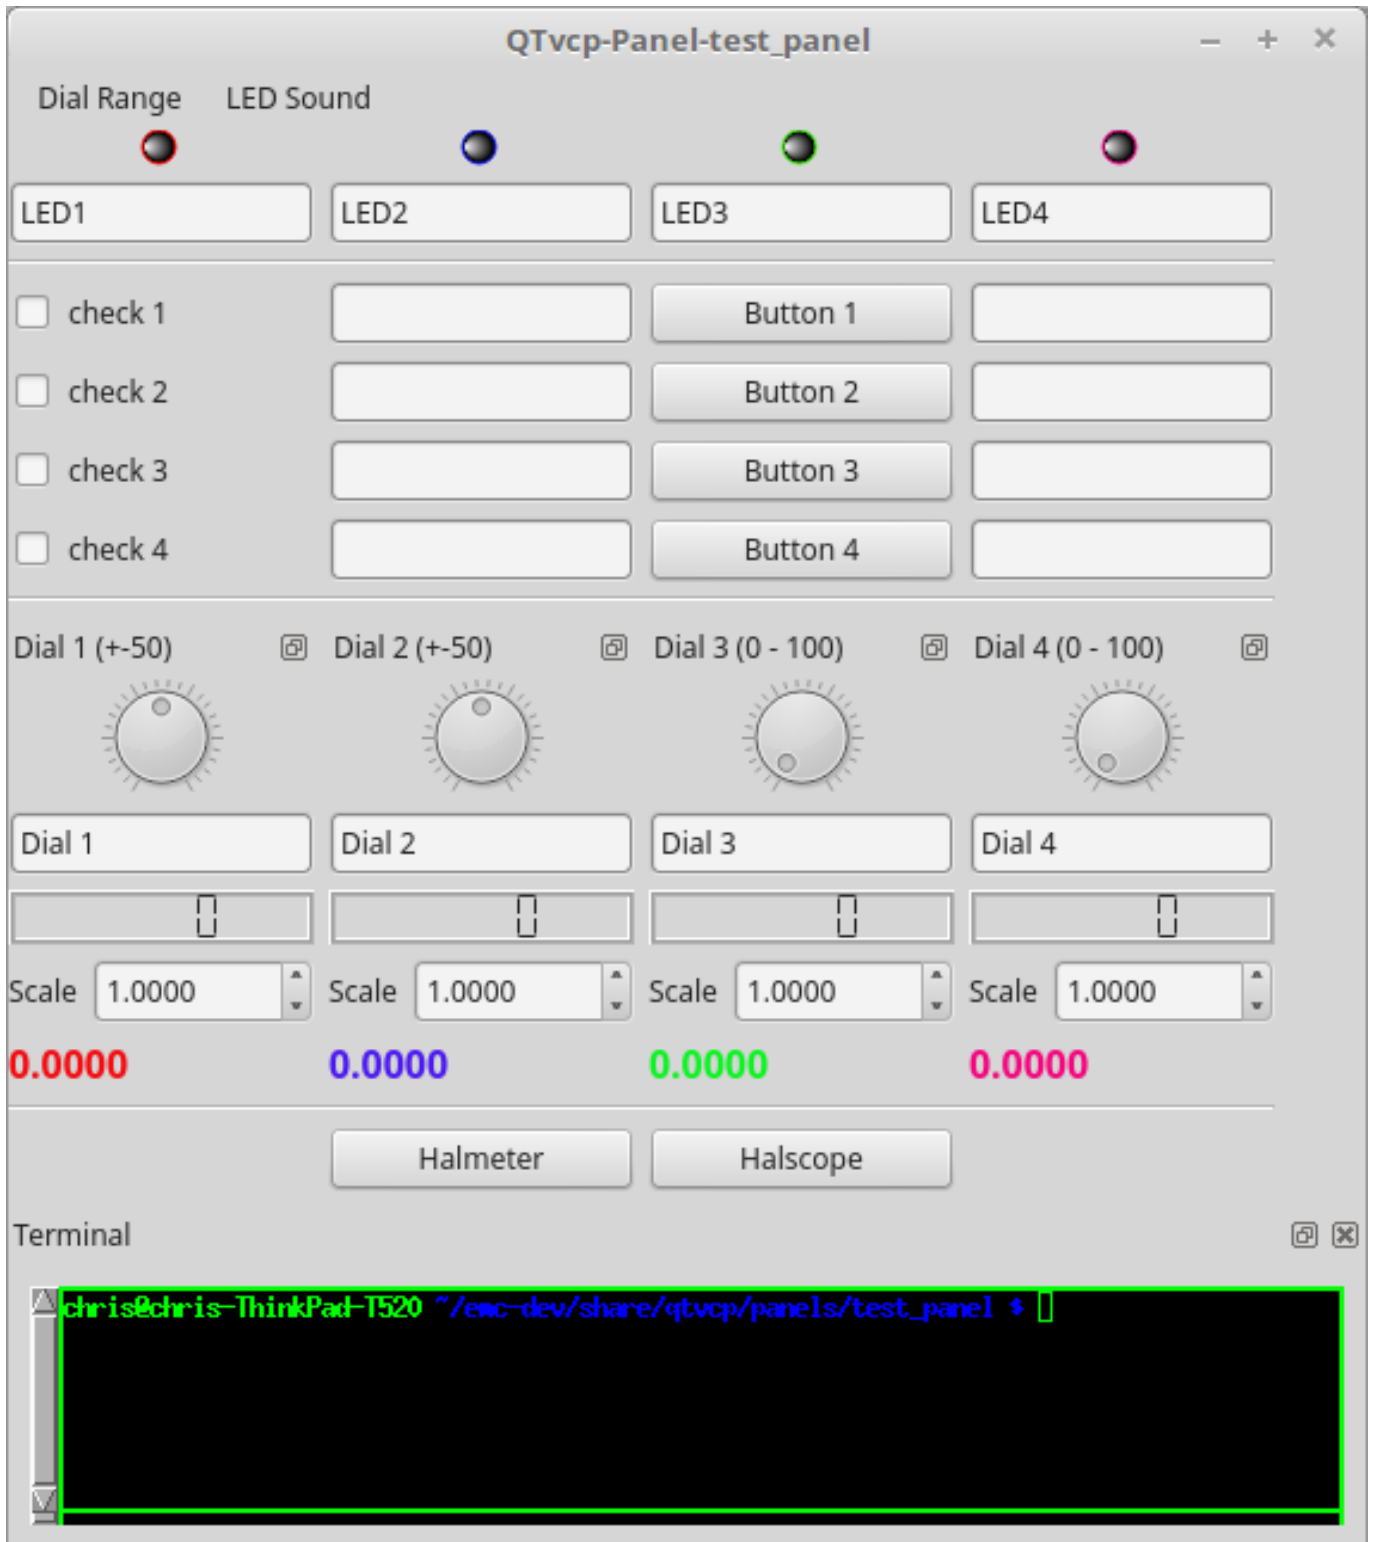 QTvcp-Panel-test_panel
Dial Range LED Sound
LED1 LED2 LED3 LED4
check 1 Button 1
check 2 Button 2
check 3 Button 3
check 4 Button 4
Dial 1 (+-50) Dial 2 (+-50) Dial 3 (0 - 100) Dial 4 (0 - 100)
Dial 1 Dial 2 Dial 3 Dial 4
0 0 0 0
Scale 1.0000 Scale 1.0000 Scale 1.0000 Scale 1.0000
0.0000 0.0000 0.0000 0.0000
Halmeter Halscope
Terminal
chris@chris-ThinkPad-T520 ~/emc-dev/share/qtvcp/panels/test_panel $